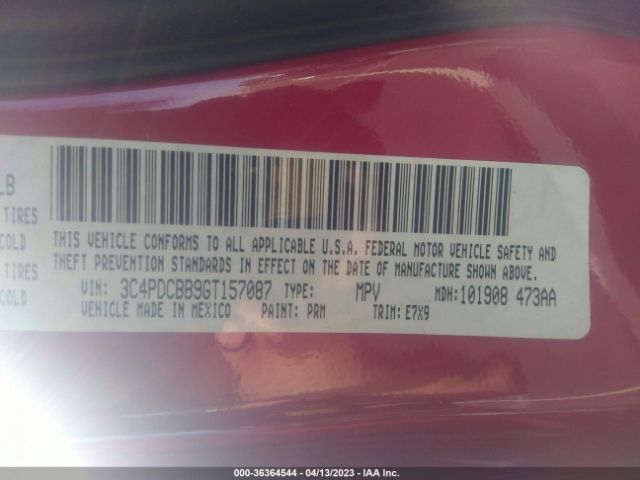 LB
TIRES
COLD
TIRES
COLD
THIS VEHICLE CONFORMS TO ALL APPLICABLE U.S.A. FEDERAL MOTOR VEHICLE SAFETY AND
THEFT PREVENTION STANDARDS IN EFFECT ON THE DATE OF MANUFACTURE SHOWN ABOVE.
VIN: 3C4PDCBB9GT157087 TYPE: MPV MDH: 101908 473AA
VEHICLE MADE IN MEXICO PAINT: PRM TRIM: E7X9
000-36364544 - 04/13/2023 - IAA Inc.